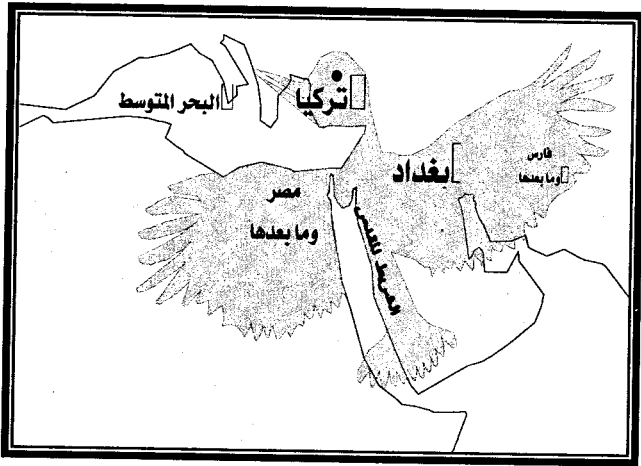 تركيا
البحر المتوسط
فارس
وما بعدها
بغداد
مصر
وما بعدها